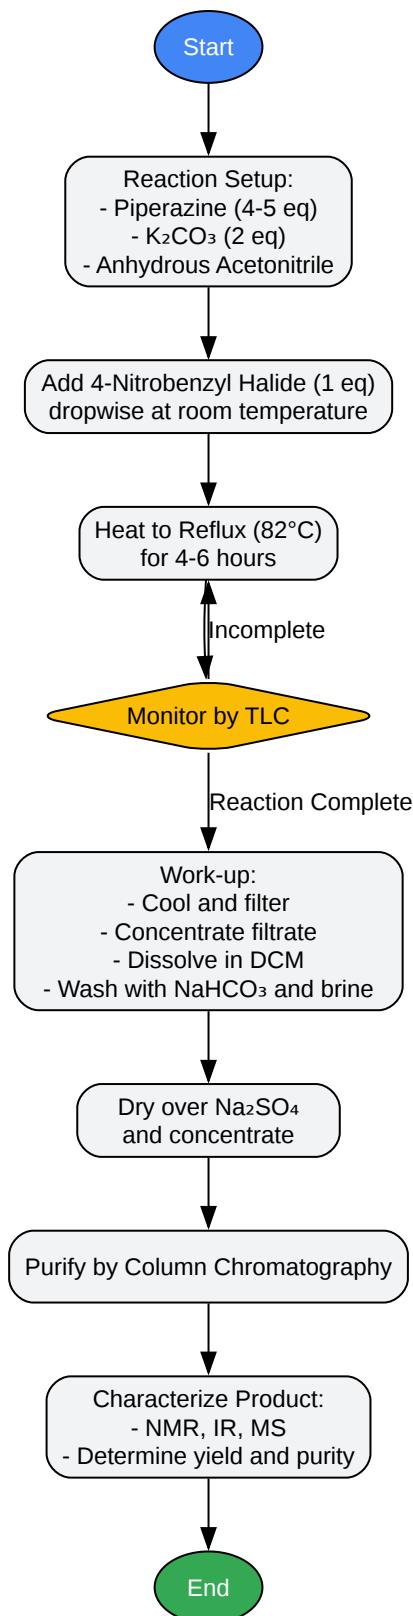 Start
Reaction Setup:
- Piperazine (4-5 eq)
- K₂CO₃ (2 eq)
- Anhydrous Acetonitrile
Add 4-Nitrobenzyl Halide (1 eq)
dropwise at room temperature
Heat to Reflux (82°C)
for 4-6 hours
Incomplete
Monitor by TLC
Reaction Complete
Work-up:
- Cool and filter
- Concentrate filtrate
- Dissolve in DCM
- Wash with NaHCO₃ and brine
Dry over Na₂SO₄
and concentrate
Purify by Column Chromatography
Characterize Product:
- NMR, IR, MS
- Determine yield and purity
End